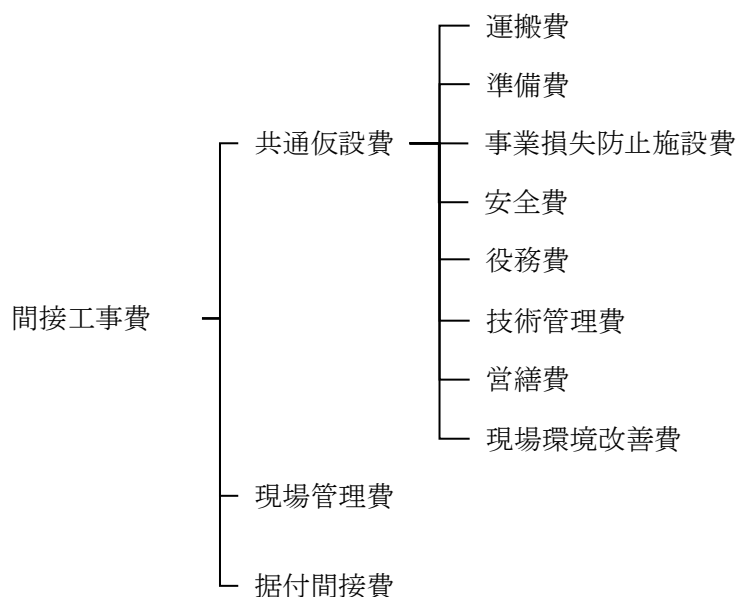 運搬費
準備費
共通仮設費
事業損失防止施設費
安全費
役務費
間接工事費
技術管理費
営繕費
現場環境改善費
現場管理費
据付間接費